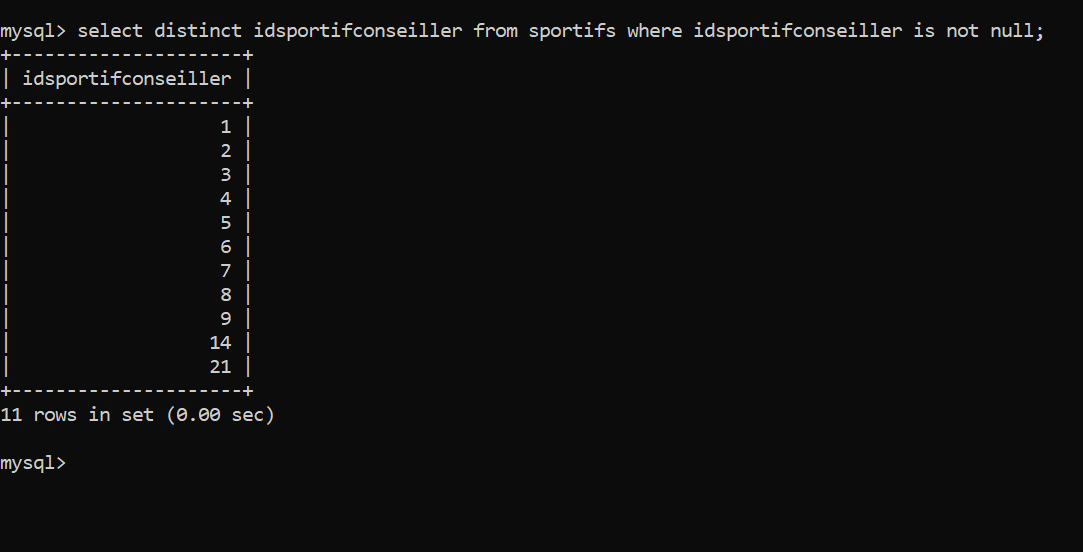 mysql> select distinct idsportifconseiller from sportifs where idsportifconseiller is not null;
+---------------------+
| idsportifconseiller |
+---------------------+
|                   1 |
|                   2 |
|                   3 |
|                   4 |
|                   5 |
|                   6 |
|                   7 |
|                   8 |
|                   9 |
|                  14 |
|                  21 |
+---------------------+
11 rows in set (0.00 sec)
mysql>